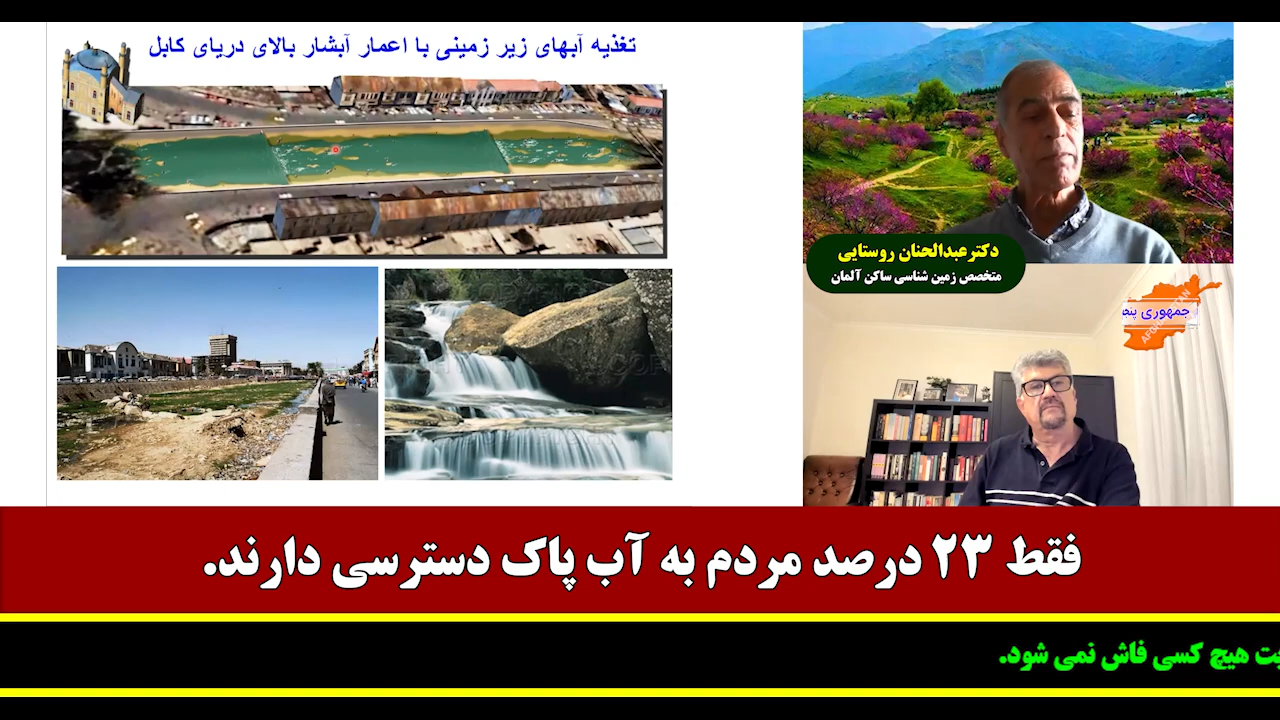 تغذیه آبهای زیر زمینی با اعمار آبشار بالای دریای کابل
دکترعبدالحنان روستایی
متخصص زمین شناسی ساکن آلمان
جمهوری
AFGHANISTAN
فقط ۲۳ درصد مردم به آب پاک دسترسی دارند.
هیچ کسی فاش نمی شود.